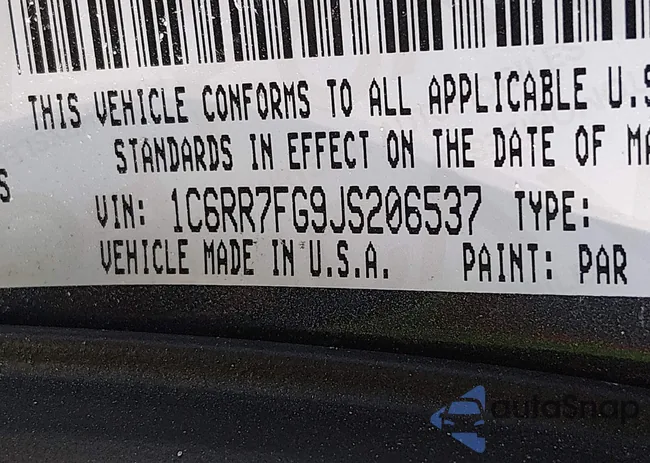 THIS VEHICLE CONFORMS TO ALL APPLICABLE U.S
STANDARDS IN EFFECT ON THE DATE OF MA
S
VIN: 1C6RR7FG9JS206537 TYPE:
VEHICLE MADE IN U.S.A. PAINT: PAR
autoSnap